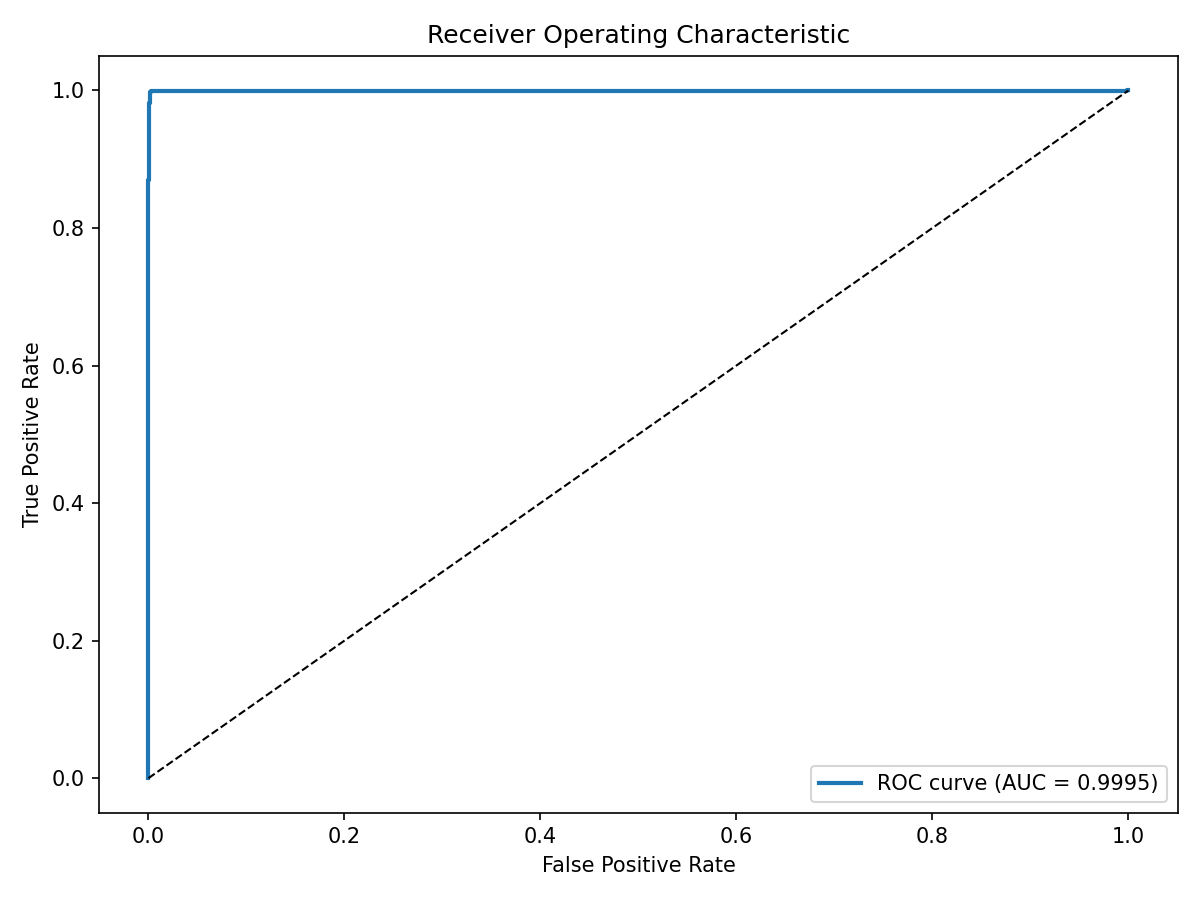 Receiver Operating Characteristic
True Positive Rate
1.0
0.8
0.6
0.4
0.2
0.0
ROC curve (AUC = 0.9995)
0.0 0.2 0.4 0.6 0.8 1.0
False Positive Rate